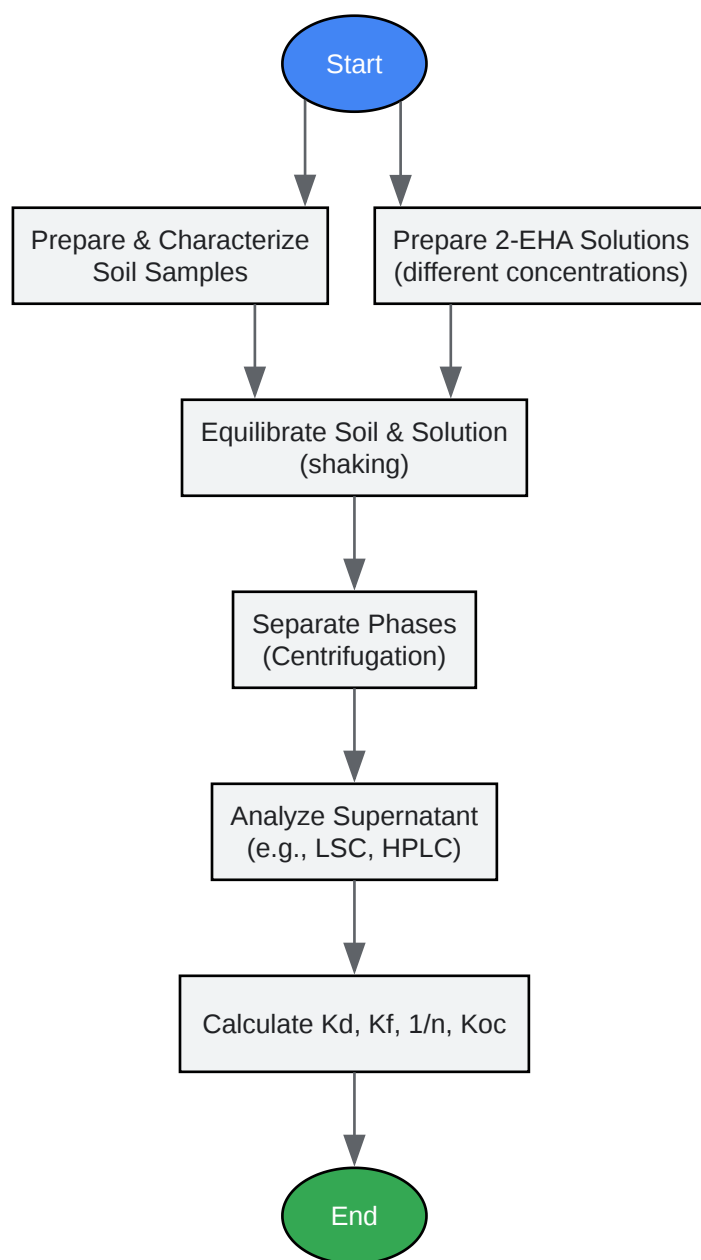 Start
Prepare & Characterize
Soil Samples
Prepare 2-EHA Solutions
(different concentrations)
Equilibrate Soil & Solution
(shaking)
Separate Phases
(Centrifugation)
Analyze Supernatant
(e.g., LSC, HPLC)
Calculate Kd, Kf, 1/n, Koc
End